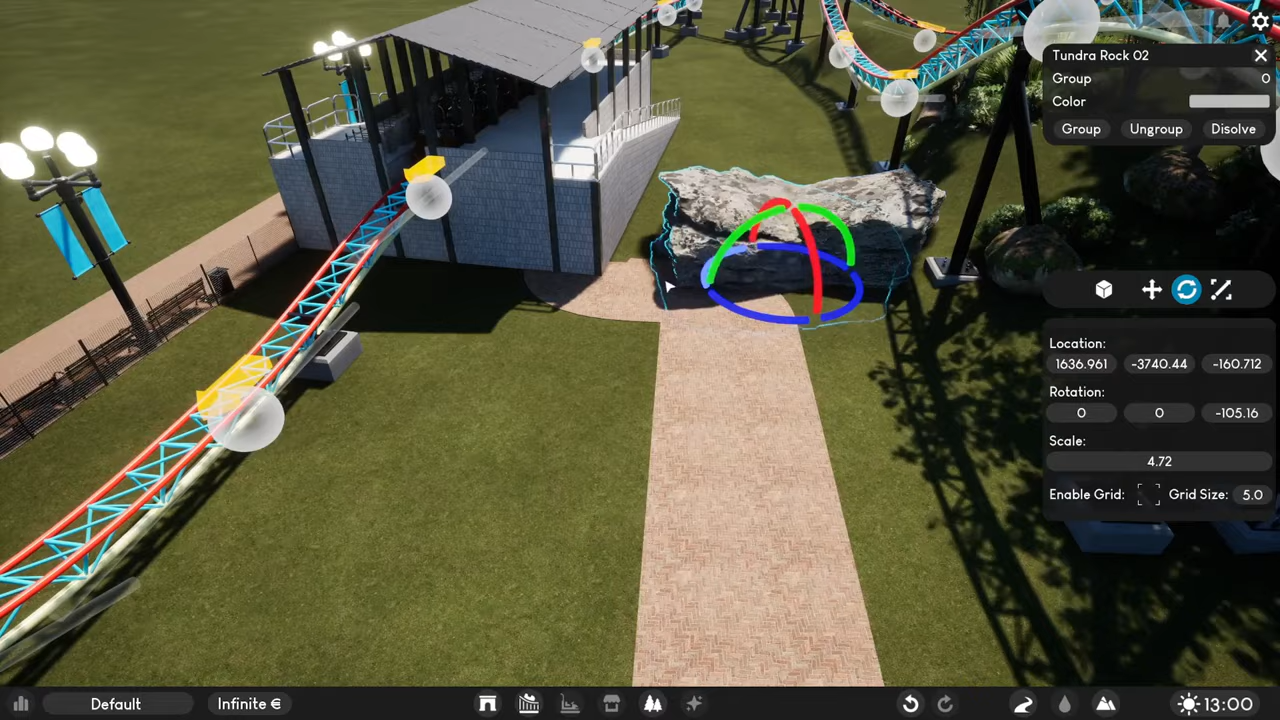 Tundra Rock 02
Group 0
Color
Group Ungroup Disolve
Location:
1636.961 -3740.44 -160.712
Rotation:
0 0 -105.16
Scale:
4.72
Enable Grid: Grid Size: 5.0
Default Infinite € 13:00